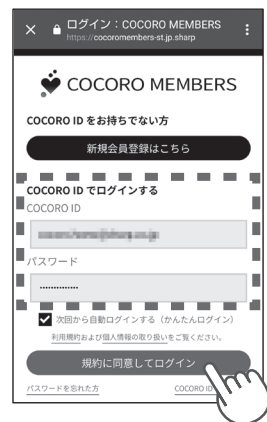 ログイン：COCORO MEMBERS
https://cocoromembers-st.jp.sharp
COCORO MEMBERS
COCORO ID をお持ちでない方
新規会員登録はこちら
COCORO ID でログインする
COCORO ID
パスワード
次回から自動ログインする（かんたんログイン）
利用規約および個人情報の取り扱いをご覧ください。
規約に同意してログイン
パスワードを忘れた方 COCORO ID